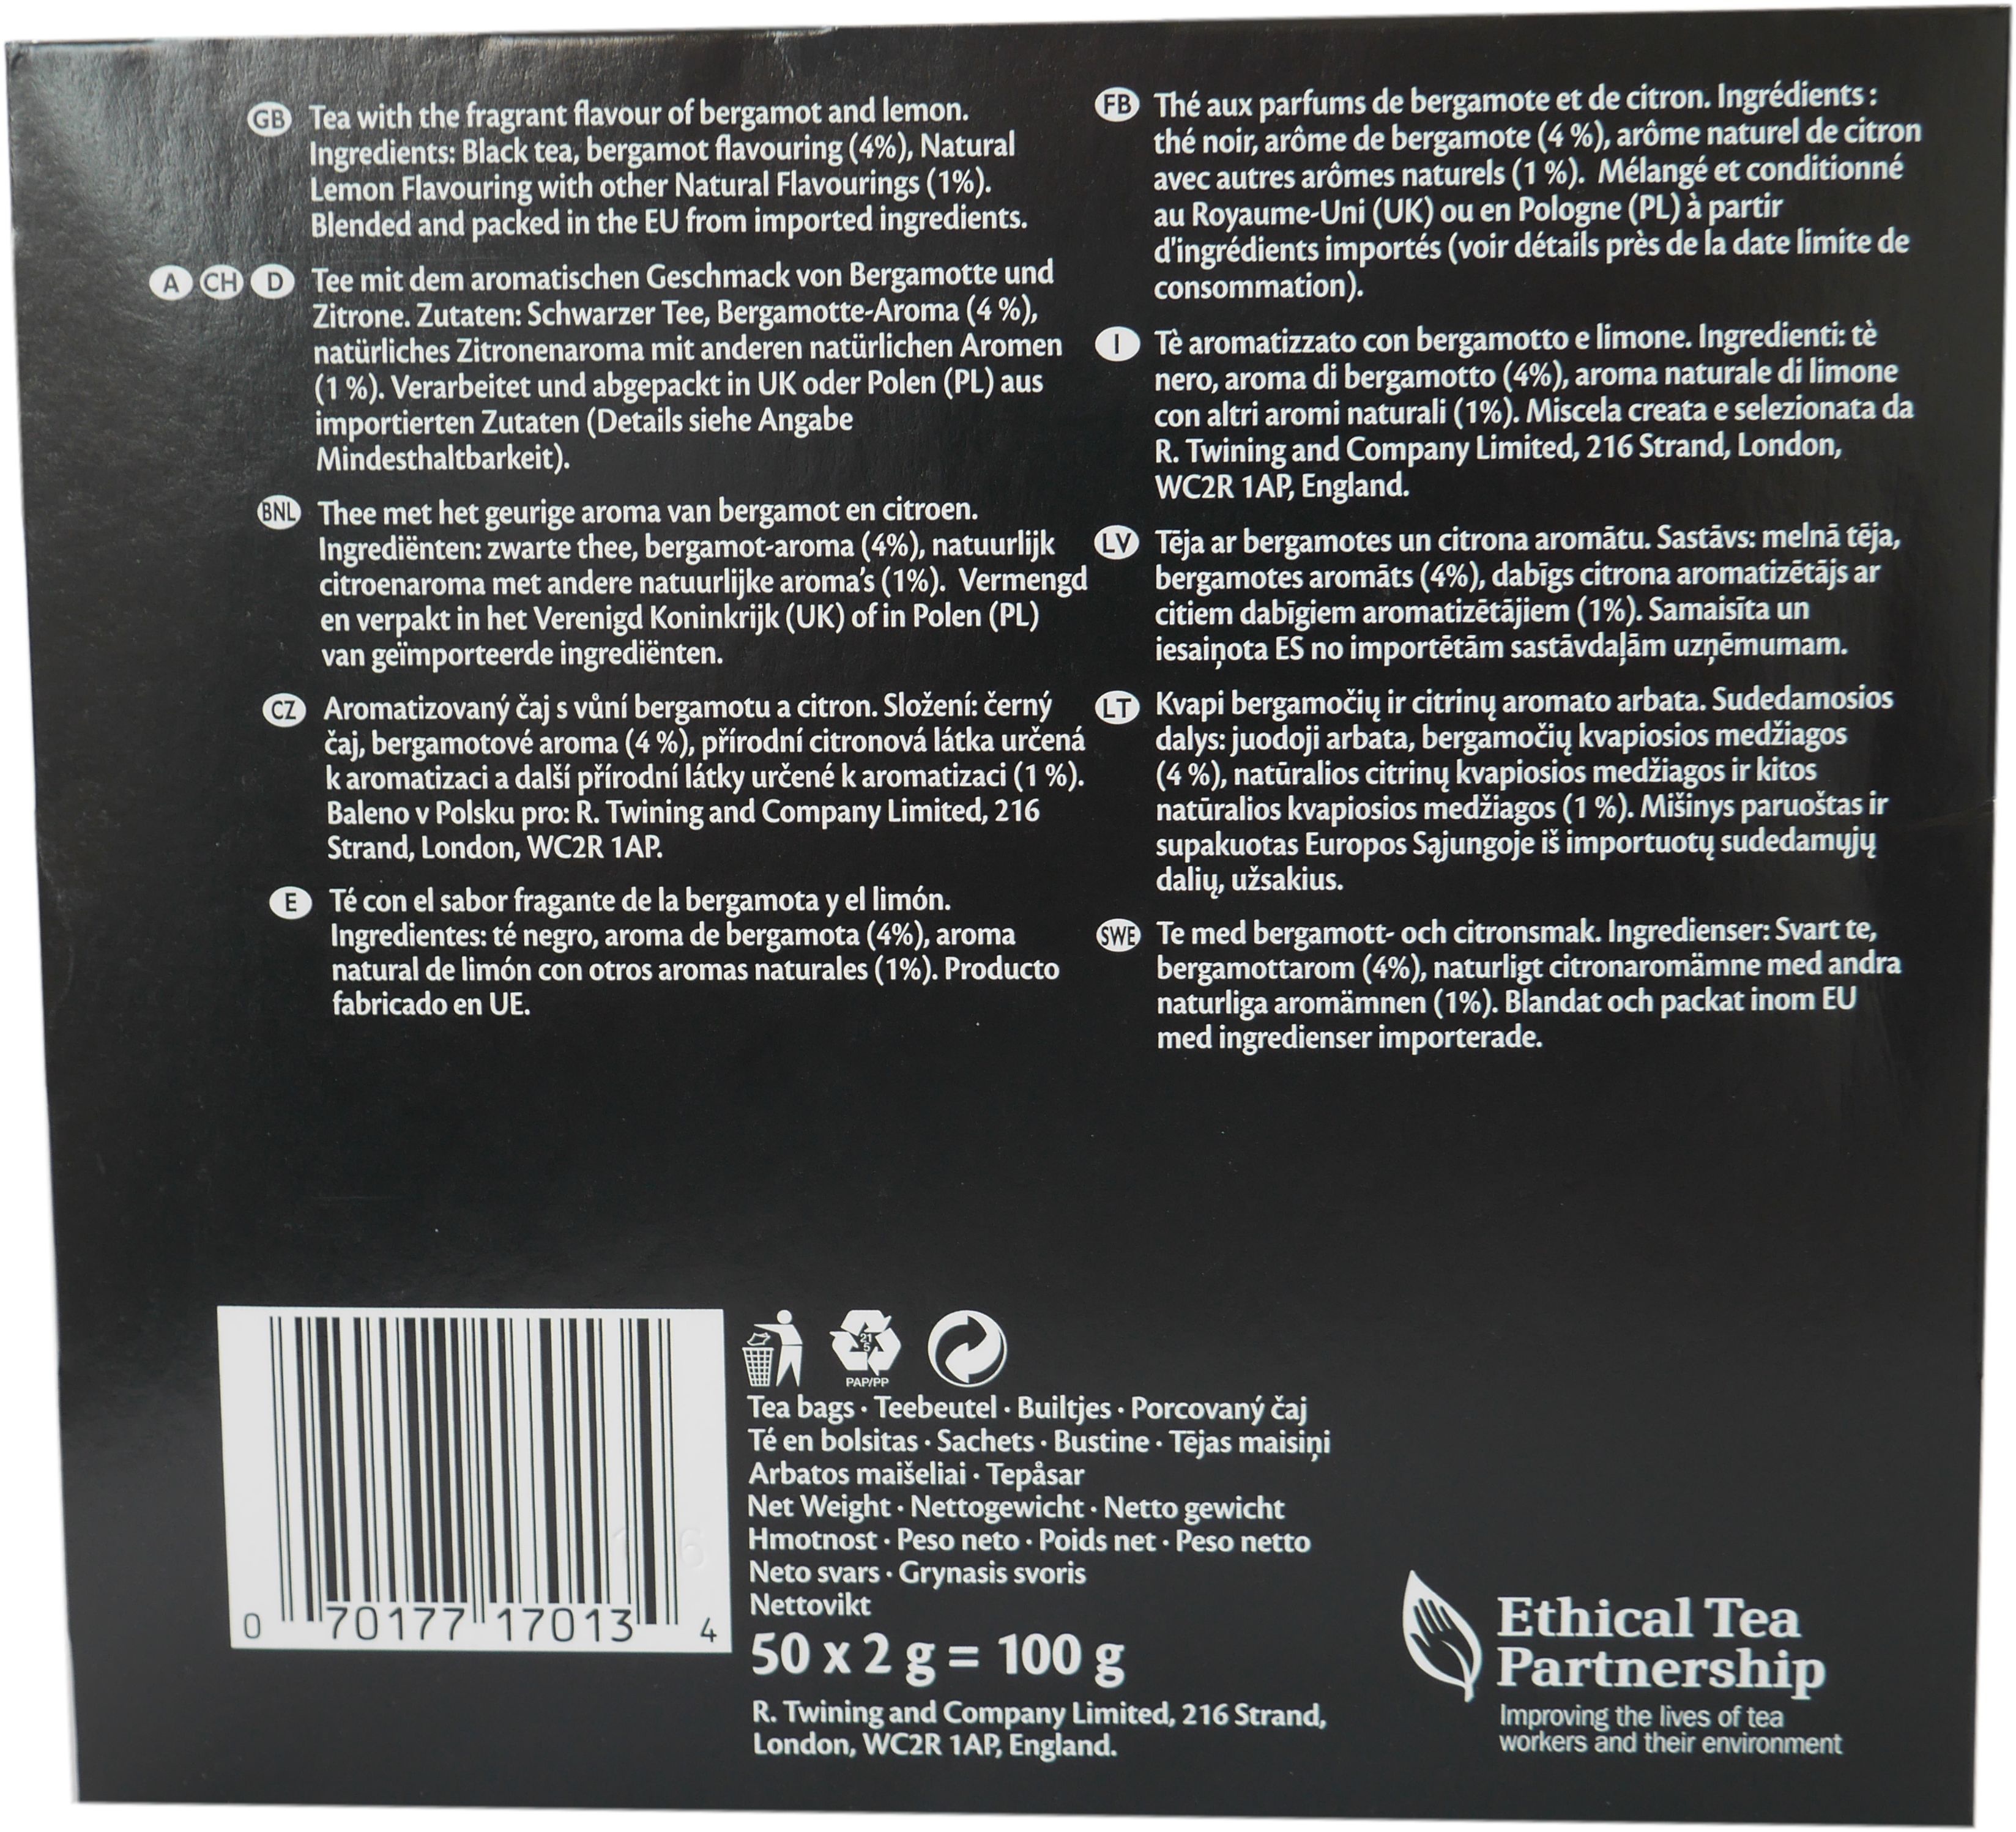 GB Tea with the fragrant flavour of bergamot and lemon.
Ingredients: Black tea, bergamot flavouring (4%), Natural
Lemon Flavouring with other Natural Flavourings (1%).
Blended and packed in the EU from imported ingredients.
A CH D Tee mit dem aromatischen Geschmack von Bergamotte und
Zitrone. Zutaten: Schwarzer Tee, Bergamotte-Aroma (4 %),
natürliches Zitronenaroma mit anderen natürlichen Aromen
(1 %). Verarbeitet und abgepackt in UK oder Polen (PL) aus
importierten Zutaten (Details siehe Angabe
Mindesthaltbarkeit).
BNL Thee met het geurige aroma van bergamot en citroen.
Ingrediënten: zwarte thee, bergamot-aroma (4%), natuurlijk
citroenaroma met andere natuurlijke aroma's (1%). Vermengd
en verpakt in het Verenigd Koninkrijk (UK) of in Polen (PL)
van geïmporteerde ingrediënten.
CZ Aromatizovaný čaj s vůní bergamotu a citron. Složení: černý
čaj, bergamotové aroma (4 %), přírodní citronová látka určená
k aromatizaci a další přírodní látky určené k aromatizaci (1 %).
Baleno v Polsku pro: R. Twining and Company Limited, 216
Strand, London, WC2R 1AP.
E Té con el sabor fragante de la bergamota y el limón.
Ingredientes: té negro, aroma de bergamota (4%), aroma
natural de limón con otros aromas naturales (1%). Producto
fabricado en UE.
FB Thé aux parfums de bergamote et de citron. Ingrédients :
thé noir, arôme de bergamote (4 %), arôme naturel de citron
avec autres arômes naturels (1 %). Mélangé et conditionné
au Royaume-Uni (UK) ou en Pologne (PL) à partir
d'ingrédients importés (voir détails près de la date limite de
consommation).
I Tè aromatizzato con bergamotto e limone. Ingredienti: tè
nero, aroma di bergamotto (4%), aroma naturale di limone
con altri aromi naturali (1%). Miscela creata e selezionata da
R. Twining and Company Limited, 216 Strand, London,
WC2R 1AP, England.
LV Tēja ar bergamotes un citrona aromātu. Sastāvs: melnā tēja,
bergamotes aromāts (4%), dabīgs citrona aromatizētājs ar
citiem dabīgiem aromatizētājiem (1%). Samaisīta un
iesaiņota ES no importētām sastāvdaļām uzņēmumam.
LT Kvapi bergamočių ir citrinų aromato arbata. Sudedamosios
dalys: juodoji arbata, bergamočių kvapiosios medžiagos
(4 %), natūralios citrinų kvapiosios medžiagos ir kitos
natūralios kvapiosios medžiagos (1 %). Mišinys paruoštas ir
supakuotas Europos Sąjungoje iš importuotų sudedamųjų
dalių, užsakius.
SWE Te med bergamott- och citronsmak. Ingredienser: Svart te,
bergamottarom (4%), naturligt citronaromämne med andra
naturliga aromämnen (1%). Blandat och packat inom EU
med ingredienser importerade.
0 70177 17013 4
21
5
PAP/PP
Tea bags · Teebeutel · Builtjes · Porcovaný čaj
Té en bolsitas · Sachets · Bustine · Tējas maisiņi
Arbatos maišeliai · Tepåsar
Net Weight · Nettogewicht · Netto gewicht
Hmotnost · Peso neto · Poids net · Peso netto
Neto svars · Grynasis svoris
Nettovikt
50 x 2 g = 100 g
R. Twining and Company Limited, 216 Strand,
London, WC2R 1AP, England.
Ethical Tea
Partnership
Improving the lives of tea
workers and their environment